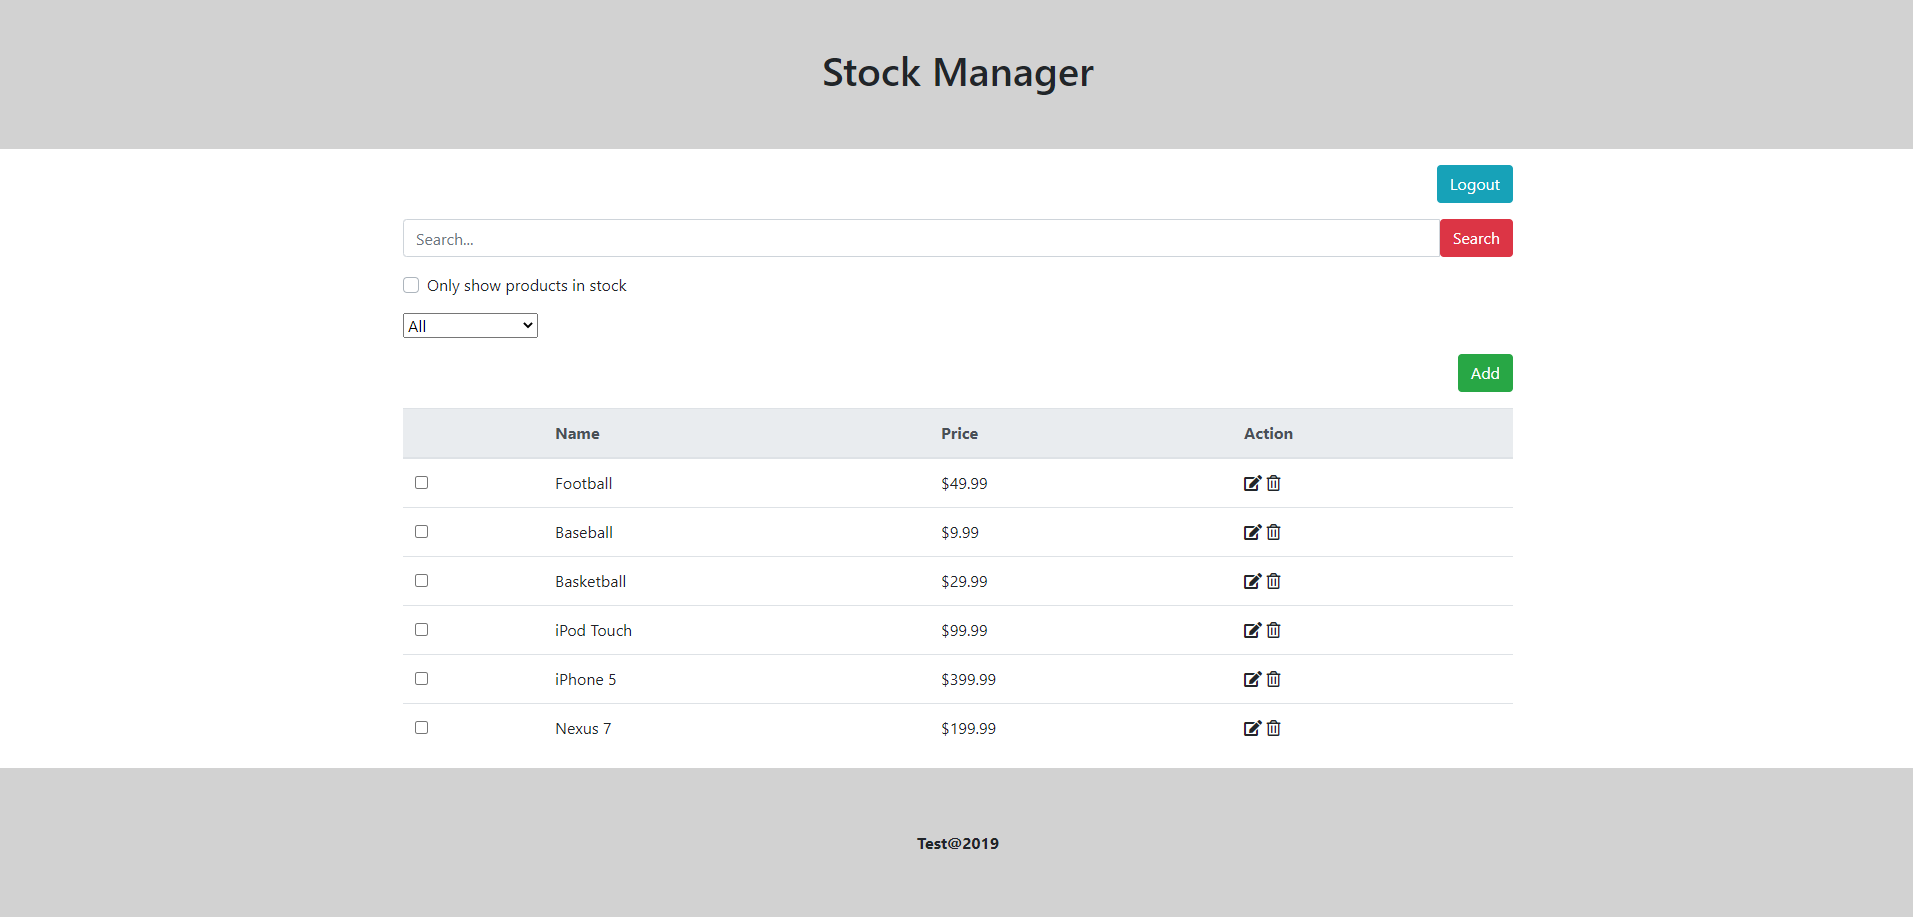 Stock Manager
Logout
Search... Search
Only show products in stock
All
Add
Name Price Action
Football $49.99
Baseball $9.99
Basketball $29.99
iPod Touch $99.99
iPhone 5 $399.99
Nexus 7 $199.99
Test@2019